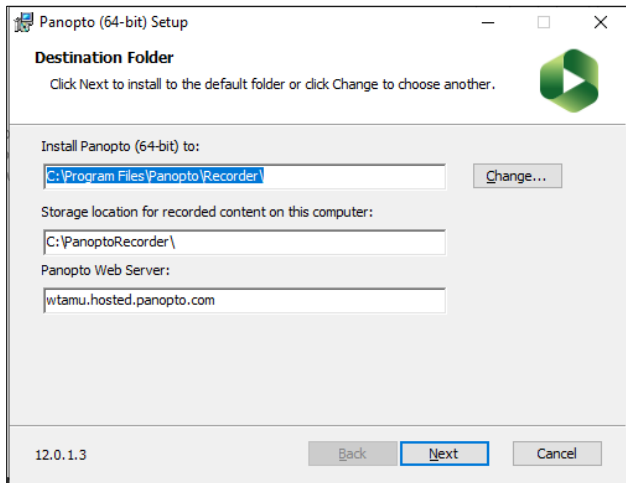 Panopto (64-bit) Setup
Destination Folder
Click Next to install to the default folder or click Change to choose another.
Install Panopto (64-bit) to:
C:\Program Files\Panopto\Recorder\
Change...
Storage location for recorded content on this computer:
C:\PanoptoRecorder\
Panopto Web Server:
wtamu.hosted.panopto.com
12.0.1.3
Back
Next
Cancel